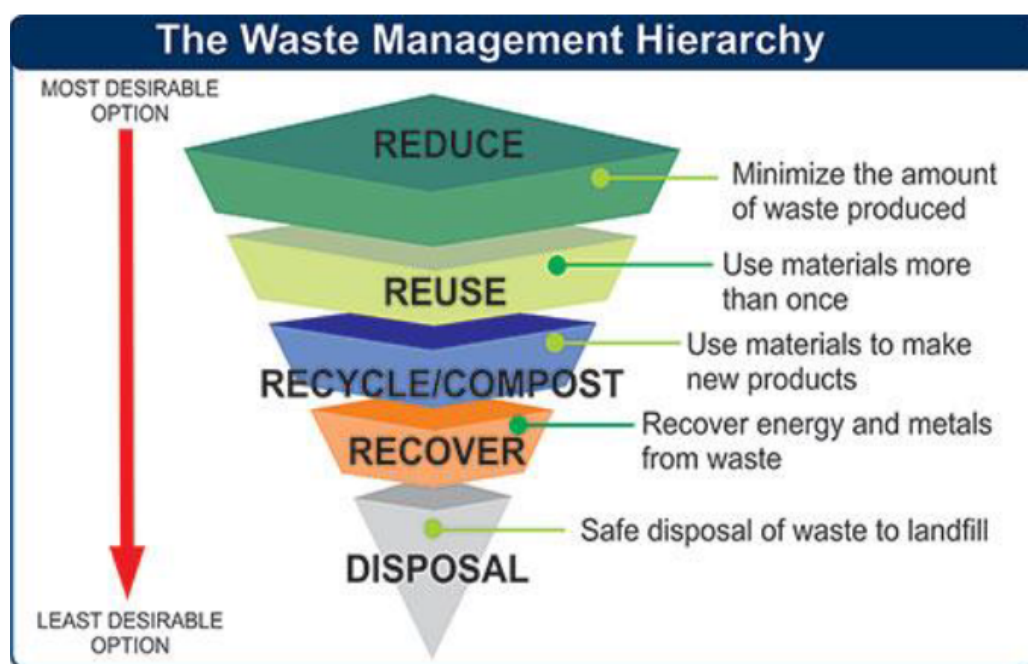 The Waste Management Hierarchy
MOST DESIRABLE
OPTION
REDUCE
Minimize the amount
of waste produced
REUSE
Use materials more
than once
RECYCLE/COMPOST
Use materials to make
new products
RECOVER
Recover energy and metals
from waste
DISPOSAL
Safe disposal of waste to landfill
LEAST DESIRABLE
OPTION